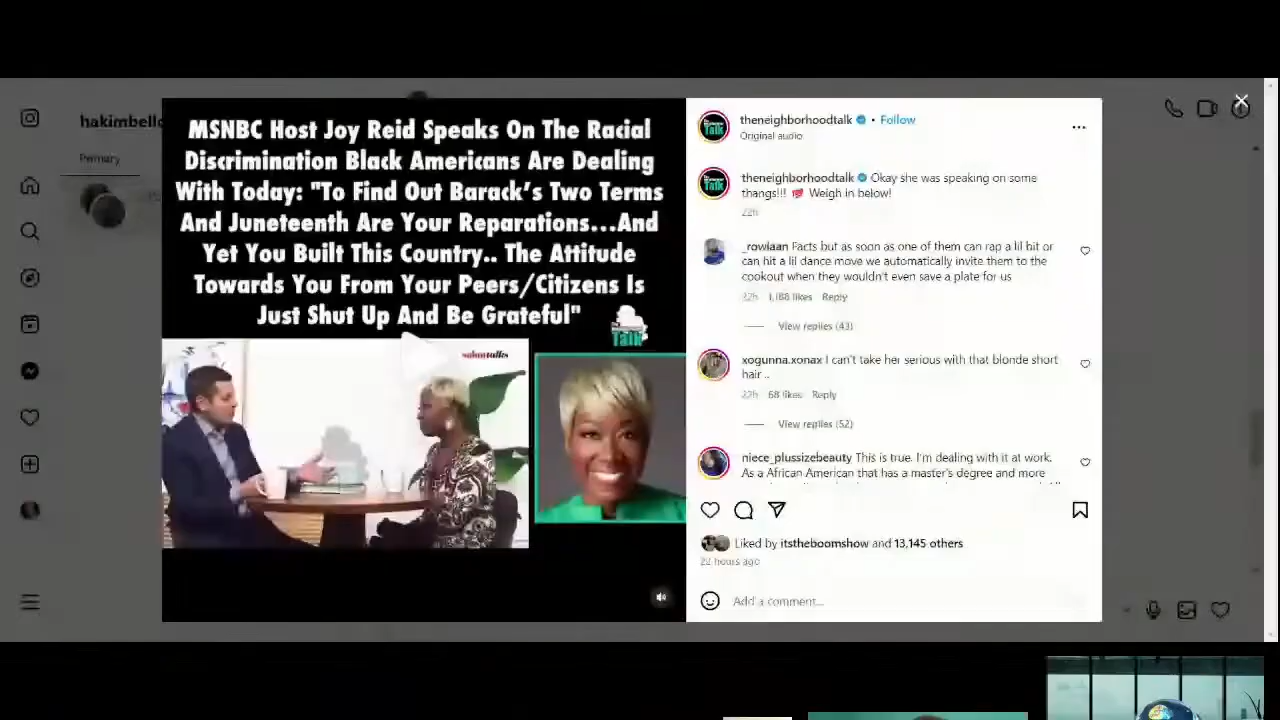 hakimbello
Primary
MSNBC Host Joy Reid Speaks On The Racial
Discrimination Black Americans Are Dealing
With Today: "To Find Out Barack’s Two Terms
And Juneteenth Are Your Reparations...And
Yet You Built This Country.. The Attitude
Towards You From Your Peers/Citizens Is
Just Shut Up And Be Grateful"
Talk
salontalks
theneighborhoodtalk • Follow
Original audio
theneighborhoodtalk Okay she was speaking on some
thangs!!! Weigh in below!
22h
_rowlaan Facts but as soon as one of them can rap a lil bit or
can hit a lil dance move we automatically invite them to the
cookout when they wouldn't even save a plate for us
22h 1,188 likes Reply
View replies (43)
xogunna.xonax I can't take her serious with that blonde short
hair ..
22h 68 likes Reply
View replies (52)
niece_plussizebeauty This is true. I'm dealing with it at work.
As a African American that has a master's degree and more
Liked by itstheboomshow and 13,145 others
22 hours ago
Add a comment...